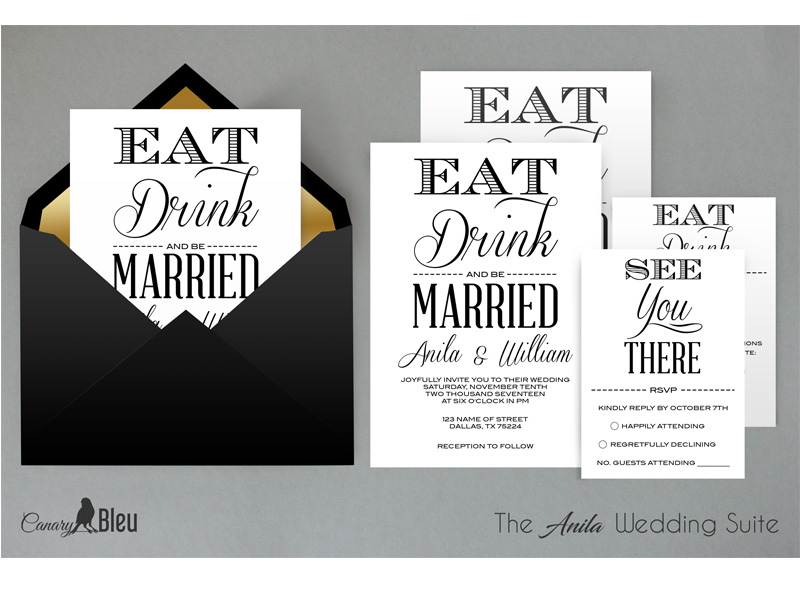 EAT
Drink
AND BE
MARRIED
EAT
EAT
Drink
AND BE
MARRIED
Anila & William
JOYFULLY INVITE YOU TO THEIR WEDDING
SATURDAY, NOVEMBER TENTH
TWO THOUSAND SEVENTEEN
AT SIX O'CLOCK IN PM
123 NAME OF STREET
DALLAS, TX 75224
RECEPTION TO FOLLOW
EAT
Drink
SEE
You
THERE
RSVP
KINDLY REPLY BY OCTOBER 7TH
HAPPILY ATTENDING
REGRETFULLY DECLINING
NO. GUESTS ATTENDING ______
Canary Bleu
The Anila Wedding Suite